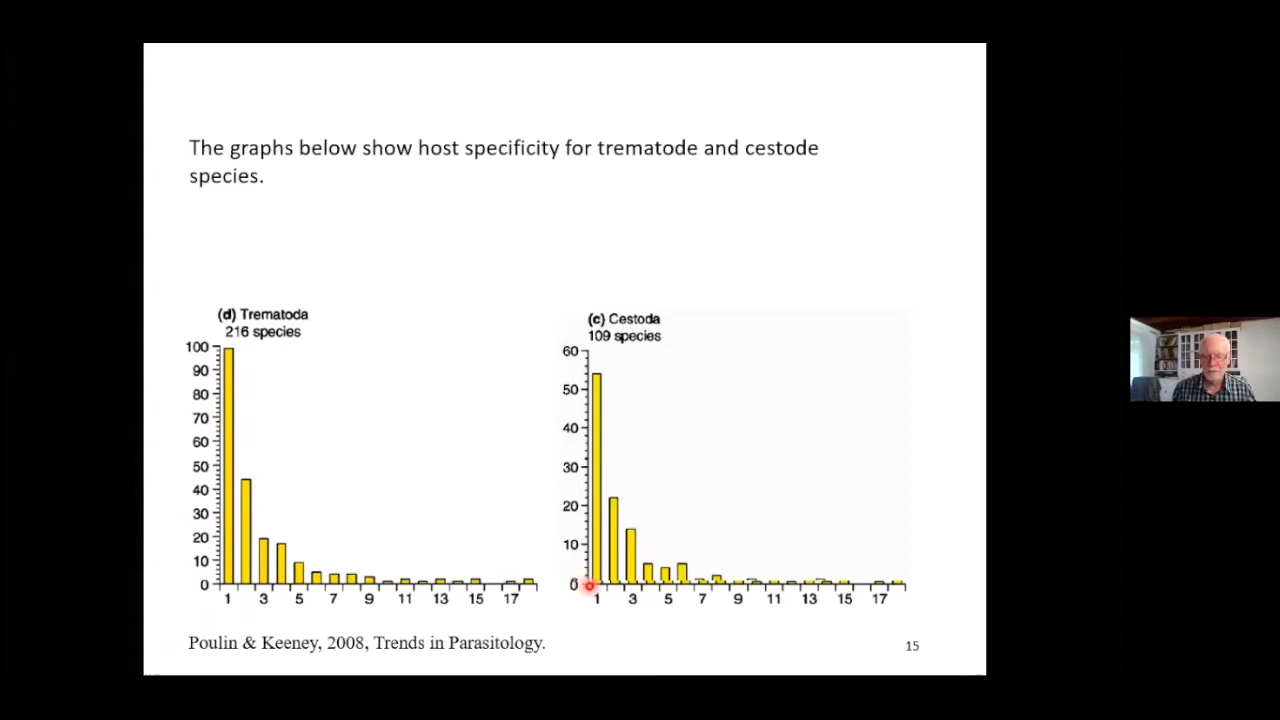 The graphs below show host specificity for trematode and cestode
species.
(d) Trematoda
216 species
100
90
80
70
60
50
40
30
20
10
0
1 3 5 7 9 11 13 15 17
(c) Cestoda
109 species
60
50
40
30
20
10
0
1 3 5 7 9 11 13 15 17
Poulin & Keeney, 2008, Trends in Parasitology.
15